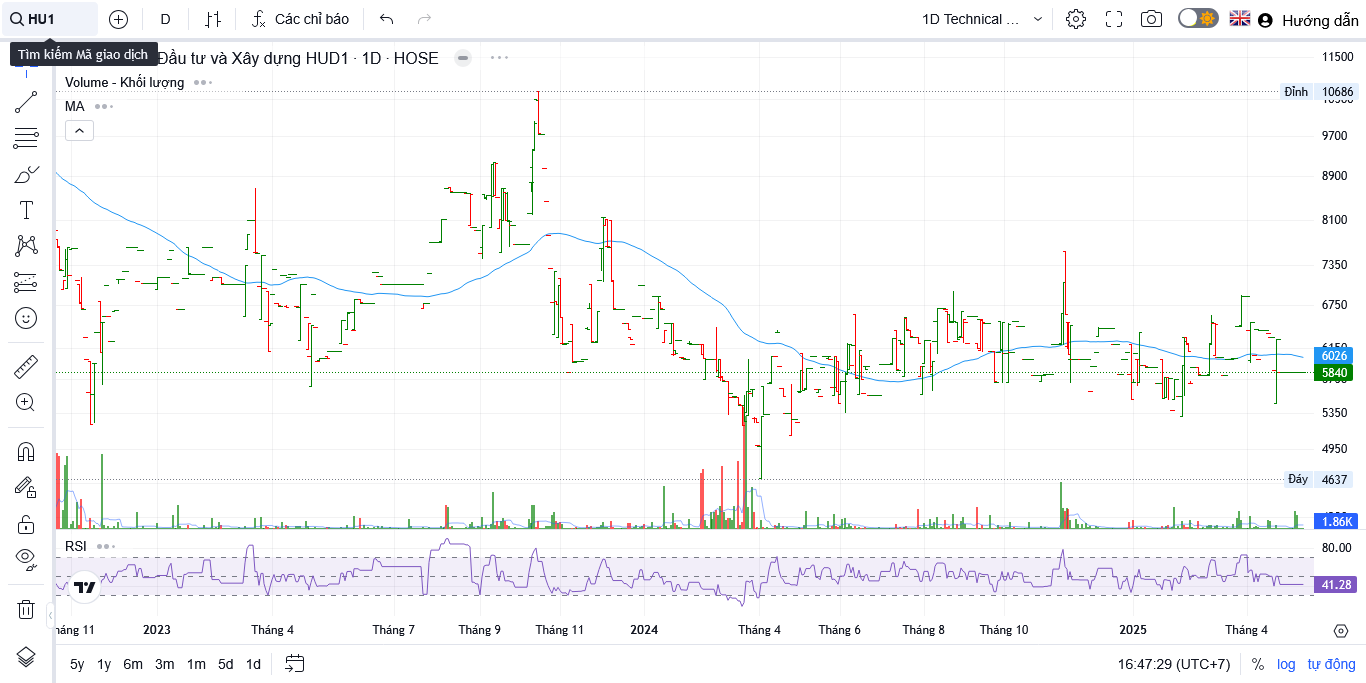 HU1
D
Các chỉ báo
1D Technical ...
Hướng dẫn
Tìm kiếm Mã giao dịch
Đầu tư và Xây dựng HUD1 · 1D · HOSE
Volume - Khối lượng
MA
11500
Đỉnh 10686
9700
8900
8100
7350
6750
6026
5840
5350
4950
Đáy 4637
1.86K
RSI
80.00
41.28
háng 11 2023 Tháng 4 Tháng 7 Tháng 9 Tháng 11 2024 Tháng 4 Tháng 6 Tháng 8 Tháng 10 2025 Tháng 4
5y 1y 6m 3m 1m 5d 1d
16:47:29 (UTC+7) % log tự động